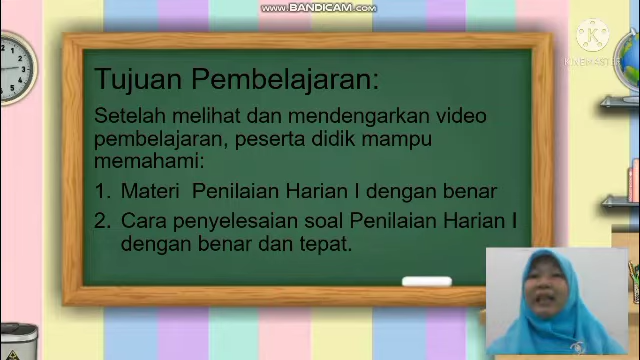 www.BANDICAM.com
KINEMASTER
Tujuan Pembelajaran:
Setelah melihat dan mendengarkan video
pembelajaran, peserta didik mampu
memahami:
1. Materi Penilaian Harian I dengan benar
2. Cara penyelesaian soal Penilaian Harian I
dengan benar dan tepat.